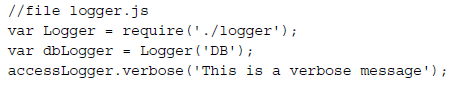 //file logger.js
var Logger = require('./logger');
var dbLogger = Logger('DB');
accessLogger.verbose('This is a verbose message');